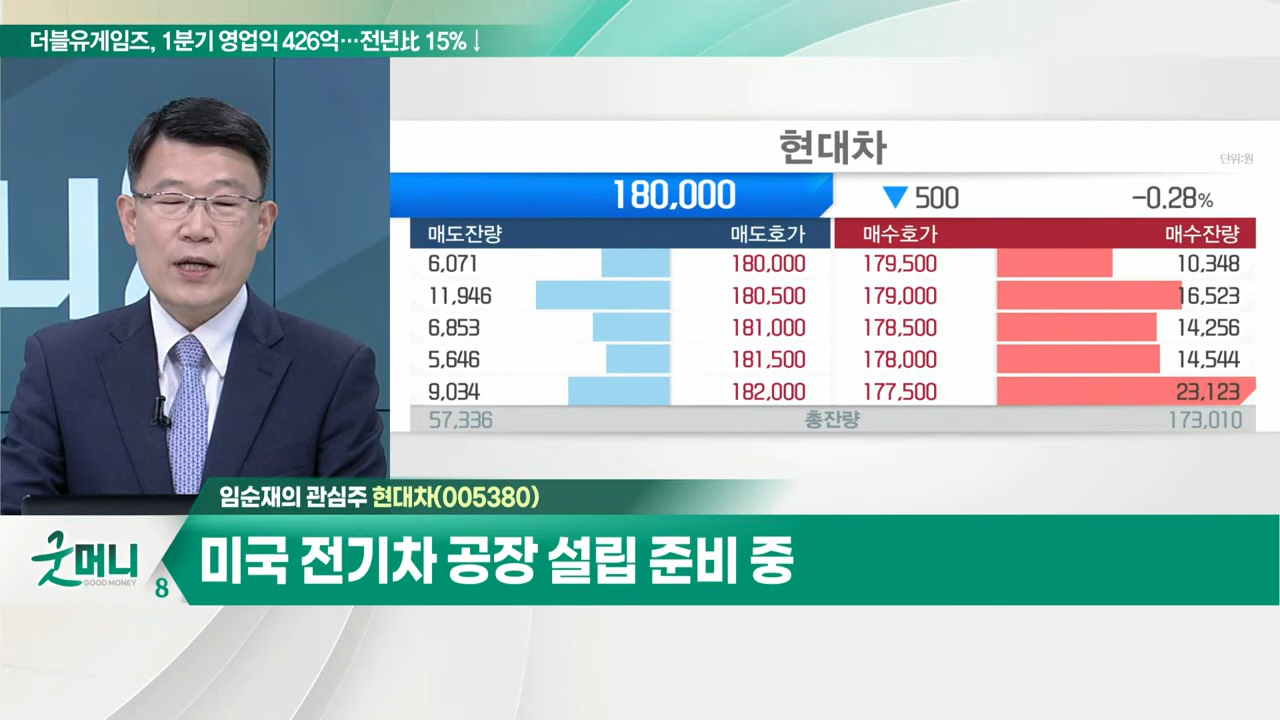 더블유게임즈, 1분기 영업익 426억…전년比 15%↓
현대차
단위:원
180,000 ▼500 -0.28%
매도잔량 매도호가 매수호가 매수잔량
6,071 180,000 179,500 10,348
11,946 180,500 179,000 16,523
6,853 181,000 178,500 14,256
5,646 181,500 178,000 14,544
9,034 182,000 177,500 23,123
57,336 총잔량 173,010
임순재의 관심주 현대차(005380)
굿머니
GOOD MONEY
8
미국 전기차 공장 설립 준비 중